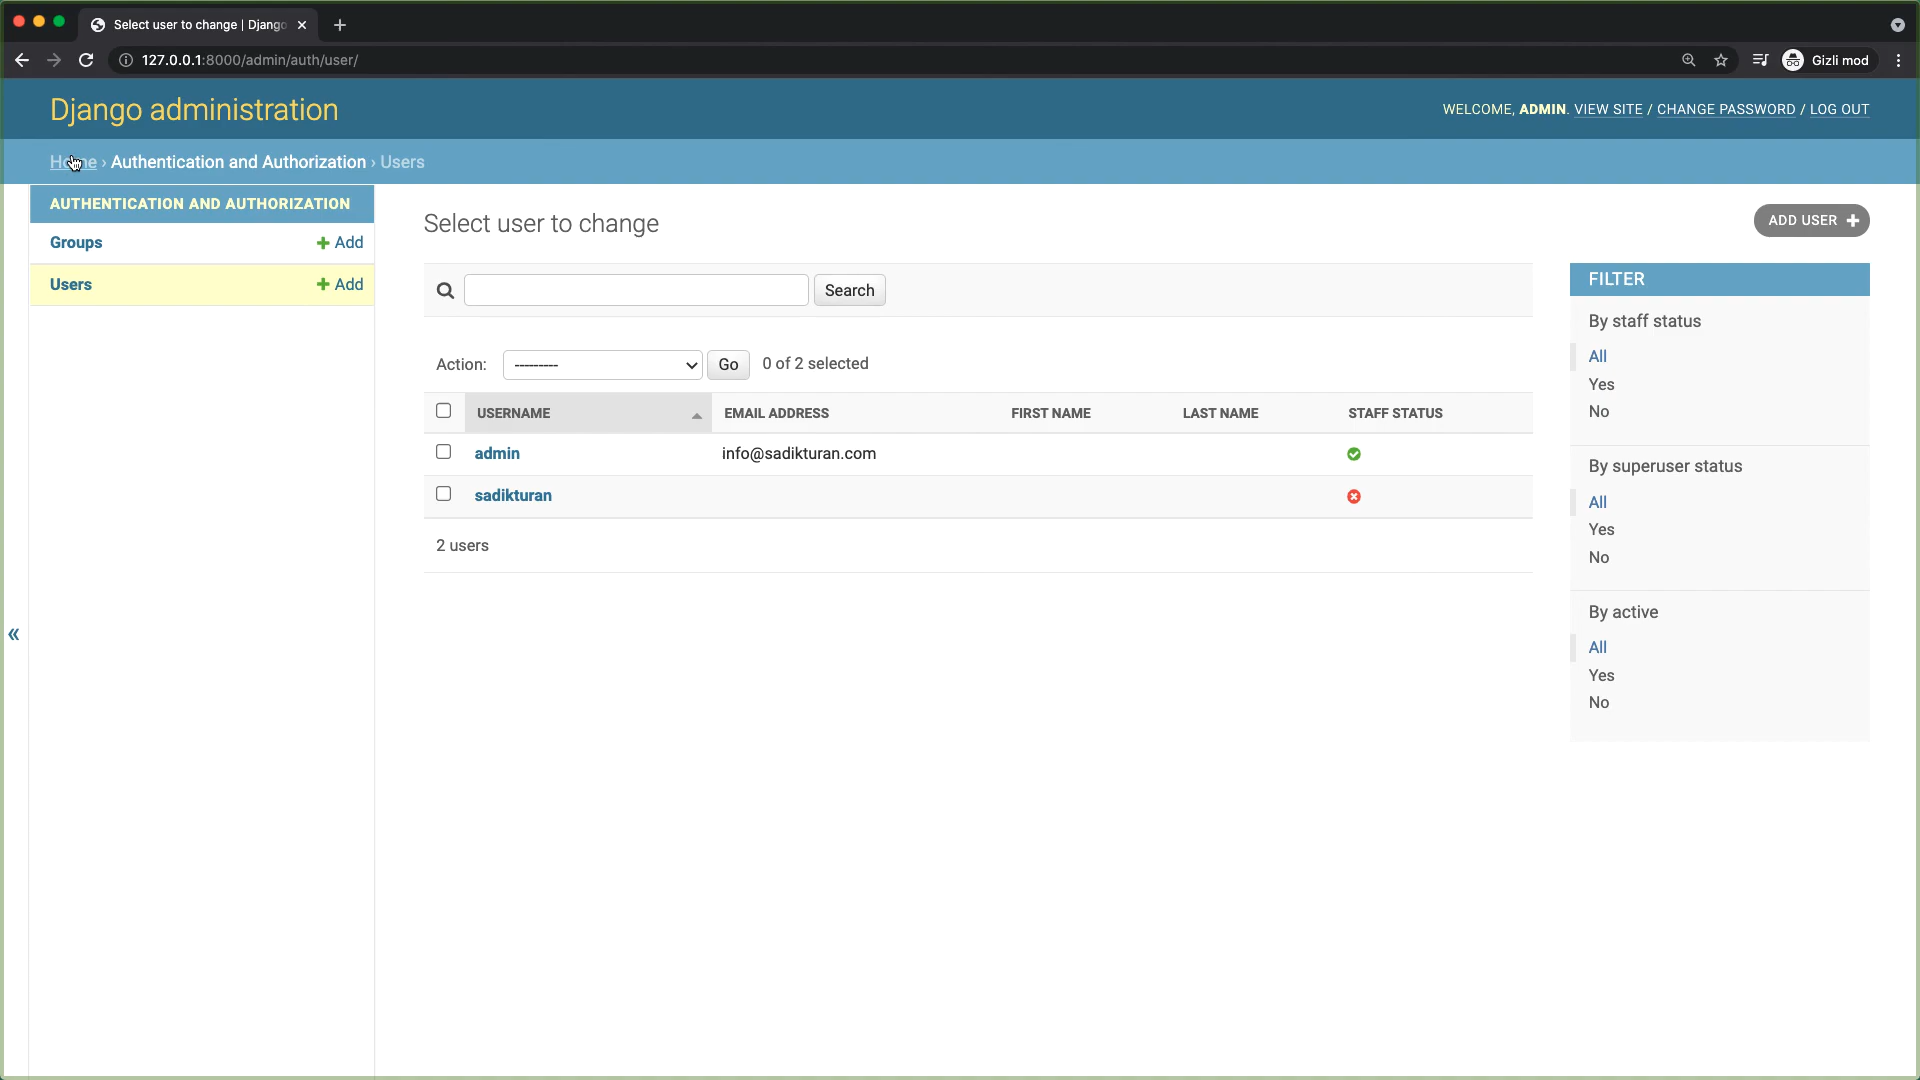 Select user to change | Django
127.0.0.1:8000/admin/auth/user/
Gizli mod
Django administration
WELCOME, ADMIN. VIEW SITE / CHANGE PASSWORD / LOG OUT
Home › Authentication and Authorization › Users
AUTHENTICATION AND AUTHORIZATION
Groups + Add
Users + Add
«
Select user to change
ADD USER +
Search
Action: --------- Go 0 of 2 selected
USERNAME EMAIL ADDRESS FIRST NAME LAST NAME STAFF STATUS
admin info@sadikturan.com
sadikturan
2 users
FILTER
By staff status
All
Yes
No
By superuser status
All
Yes
No
By active
All
Yes
No